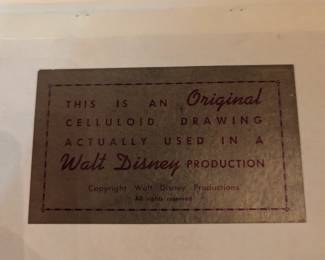 THIS IS AN Original
CELLULOID DRAWING
ACTUALLY USED IN A
Walt Disney PRODUCTION
Copyright Walt Disney Productions
All rights reserved